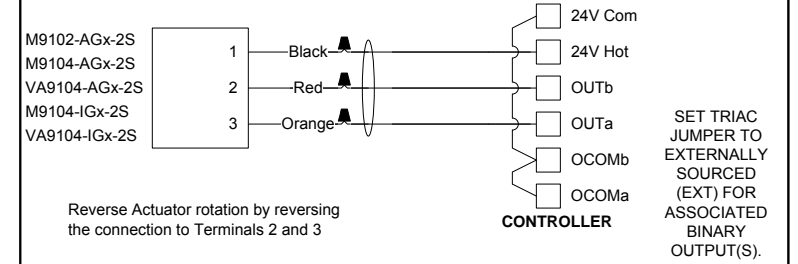 M9102-AGx-2S
M9104-AGx-2S
VA9104-AGx-2S
M9104-IGx-2S
VA9104-IGx-2S
1
2
3
Black
Red
Orange
24V Com
24V Hot
OUTb
OUTa
OCOMb
OCOMa
CONTROLLER
SET TRIAC
JUMPER TO
EXTERNALLY
SOURCED
(EXT) FOR
ASSOCIATED
BINARY
OUTPUT(S).
Reverse Actuator rotation by reversing
the connection to Terminals 2 and 3